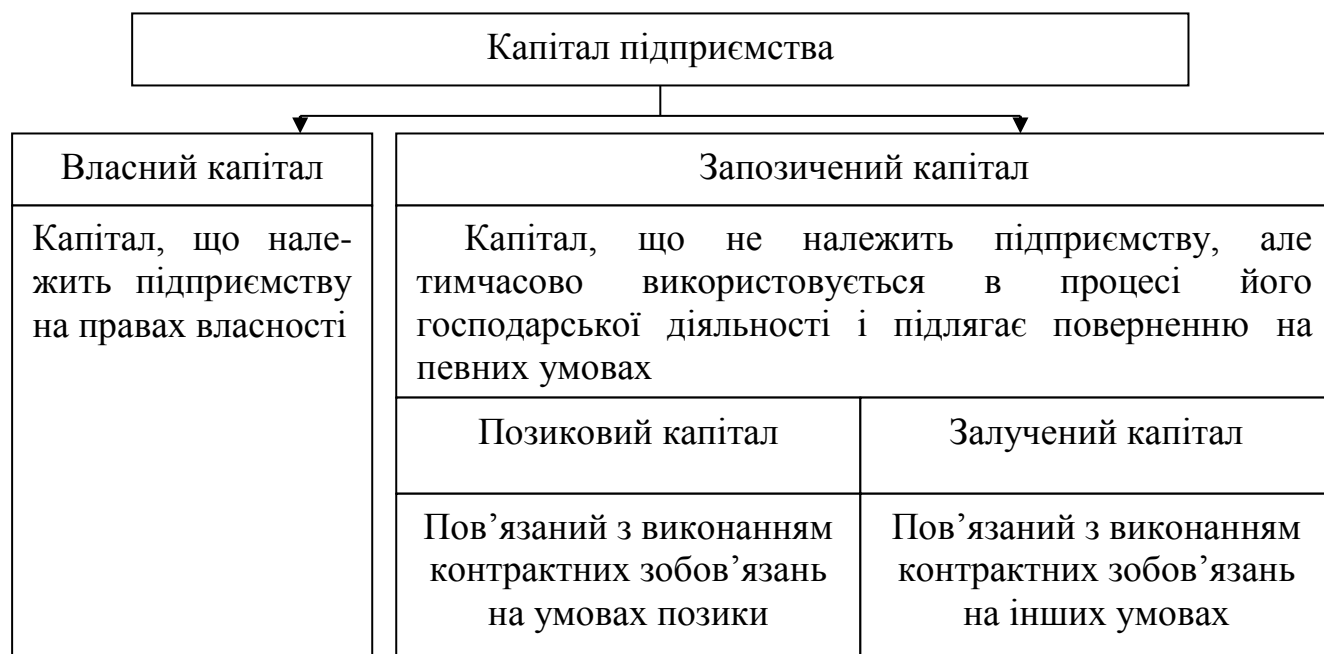 Капітал підприємства
Власний капітал
Запозичений капітал
Капітал, що нале-
жить підприємству
на правах власності
Капітал, що не належить підприємству, але
тимчасово використовується в процесі його
господарської діяльності і підлягає поверненню на
певних умовах
Позиковий капітал
Залучений капітал
Пов’язаний з виконанням
контрактних зобов’язань
на умовах позики
Пов’язаний з виконанням
контрактних зобов’язань
на інших умовах